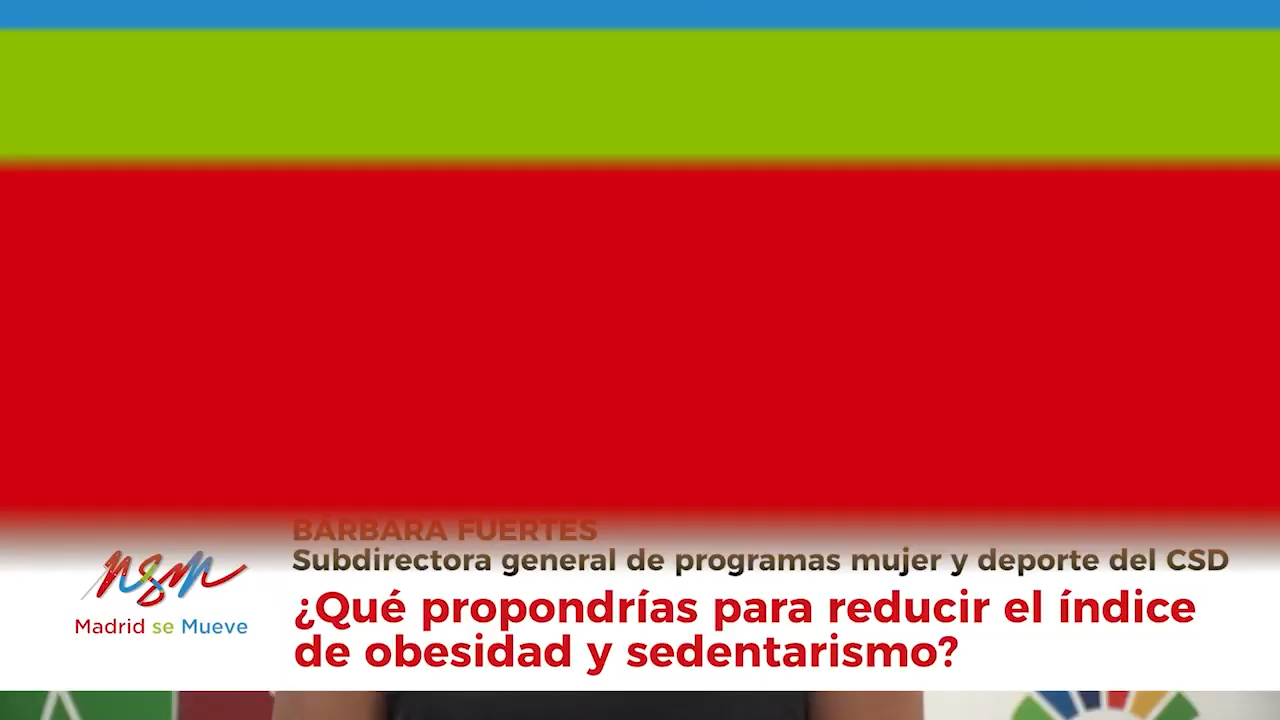 BÁRBARA FUERTES
Subdirectora general de programas mujer y deporte del CSD
¿Qué propondrías para reducir el índice
de obesidad y sedentarismo?
msm
Madrid se Mueve